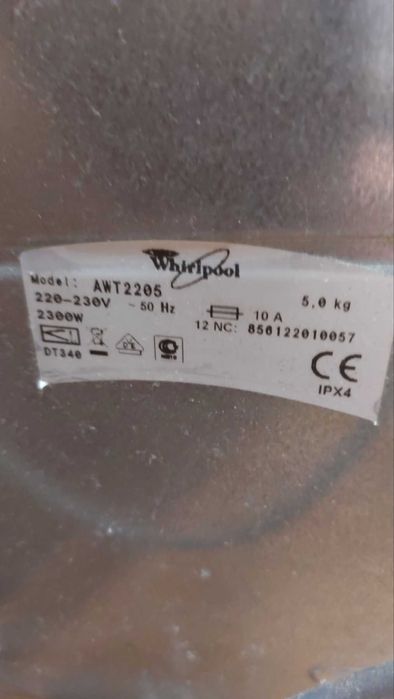 Whirlpool
Model: AWT2205
5,0 kg
220-230V ~ 50 Hz 10 A
2300W
12 NC: 856122010057
DT340
CE
IPX4